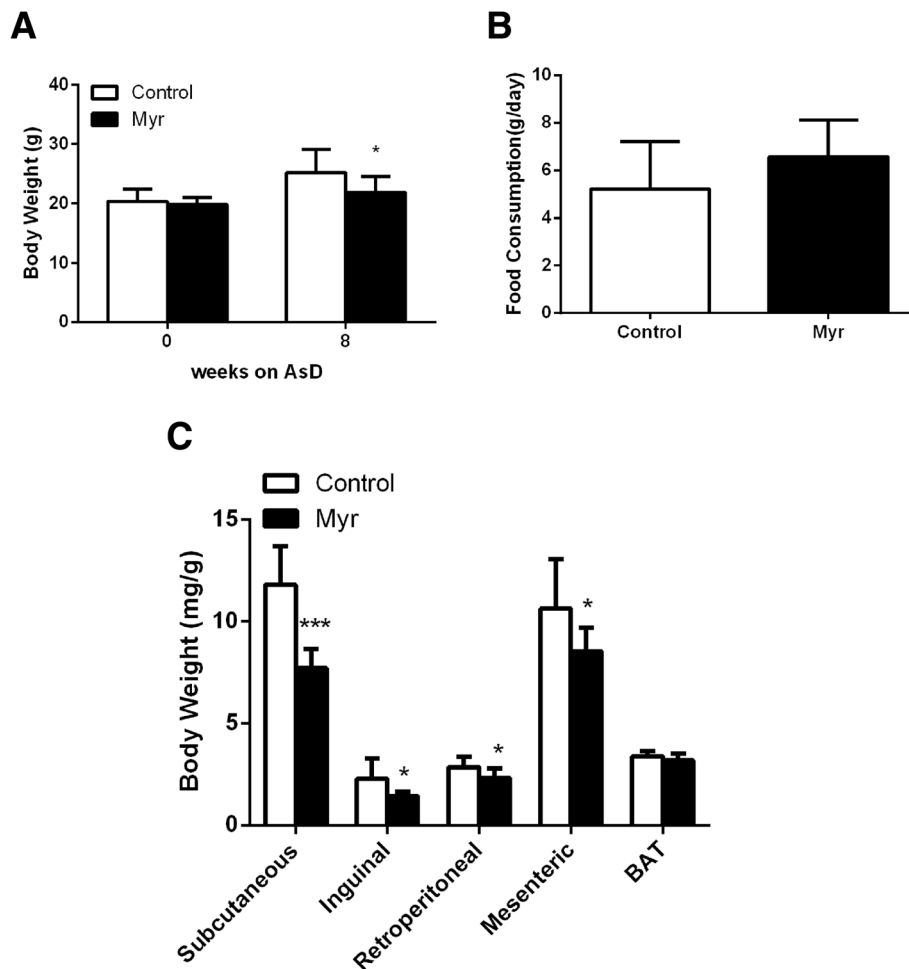 A
Body Weight (g)
40
30
20
10
0
Control
Myr
*
0
8
weeks on AsD
B
Food Consumption(g/day)
10
8
6
4
2
0
Control
Myr
C
Control
Myr
Body Weight (mg/g)
15
10
5
0
***
*
*
*
Subcutaneous
Inguinal
Retroperitoneal
Mesenteric
BAT